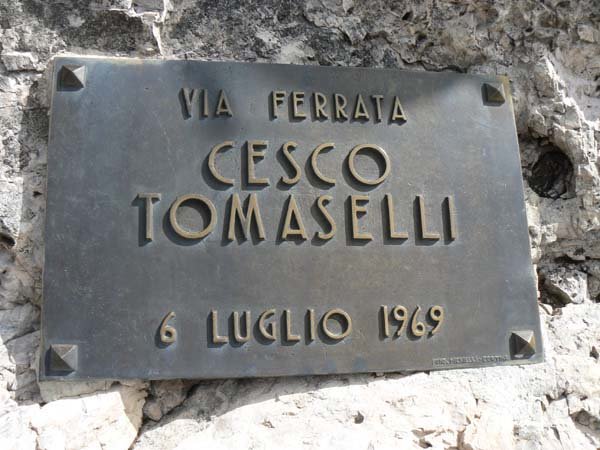 VIA FERRATA
CESCO
TOMASELLI
6 LUGLIO 1969